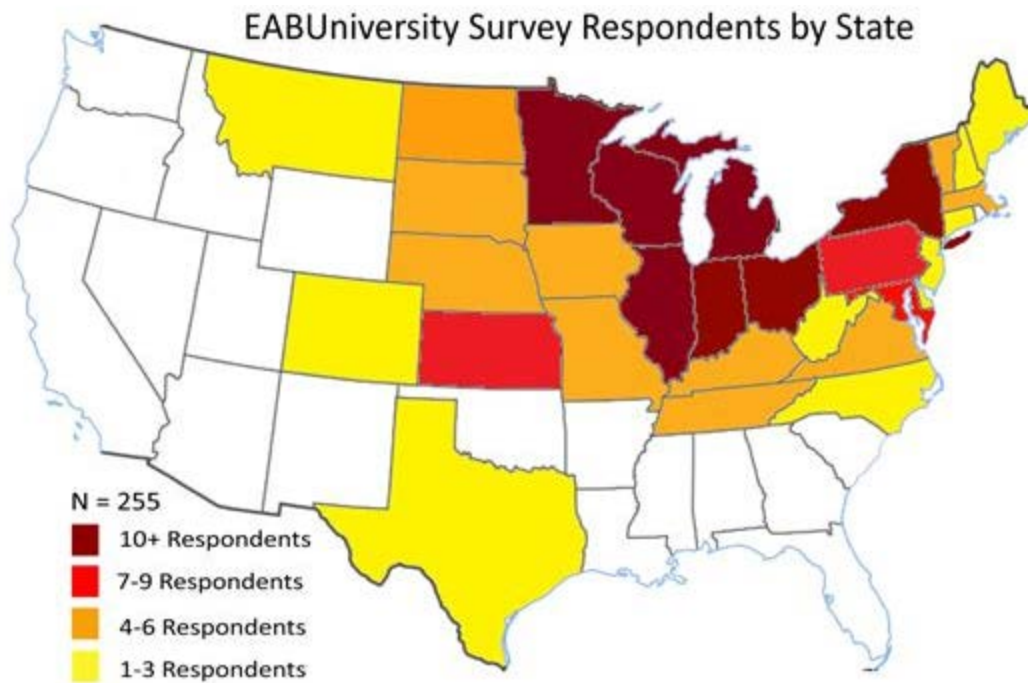 EABUniversity Survey Respondents by State
N = 255
10+ Respondents
7-9 Respondents
4-6 Respondents
1-3 Respondents